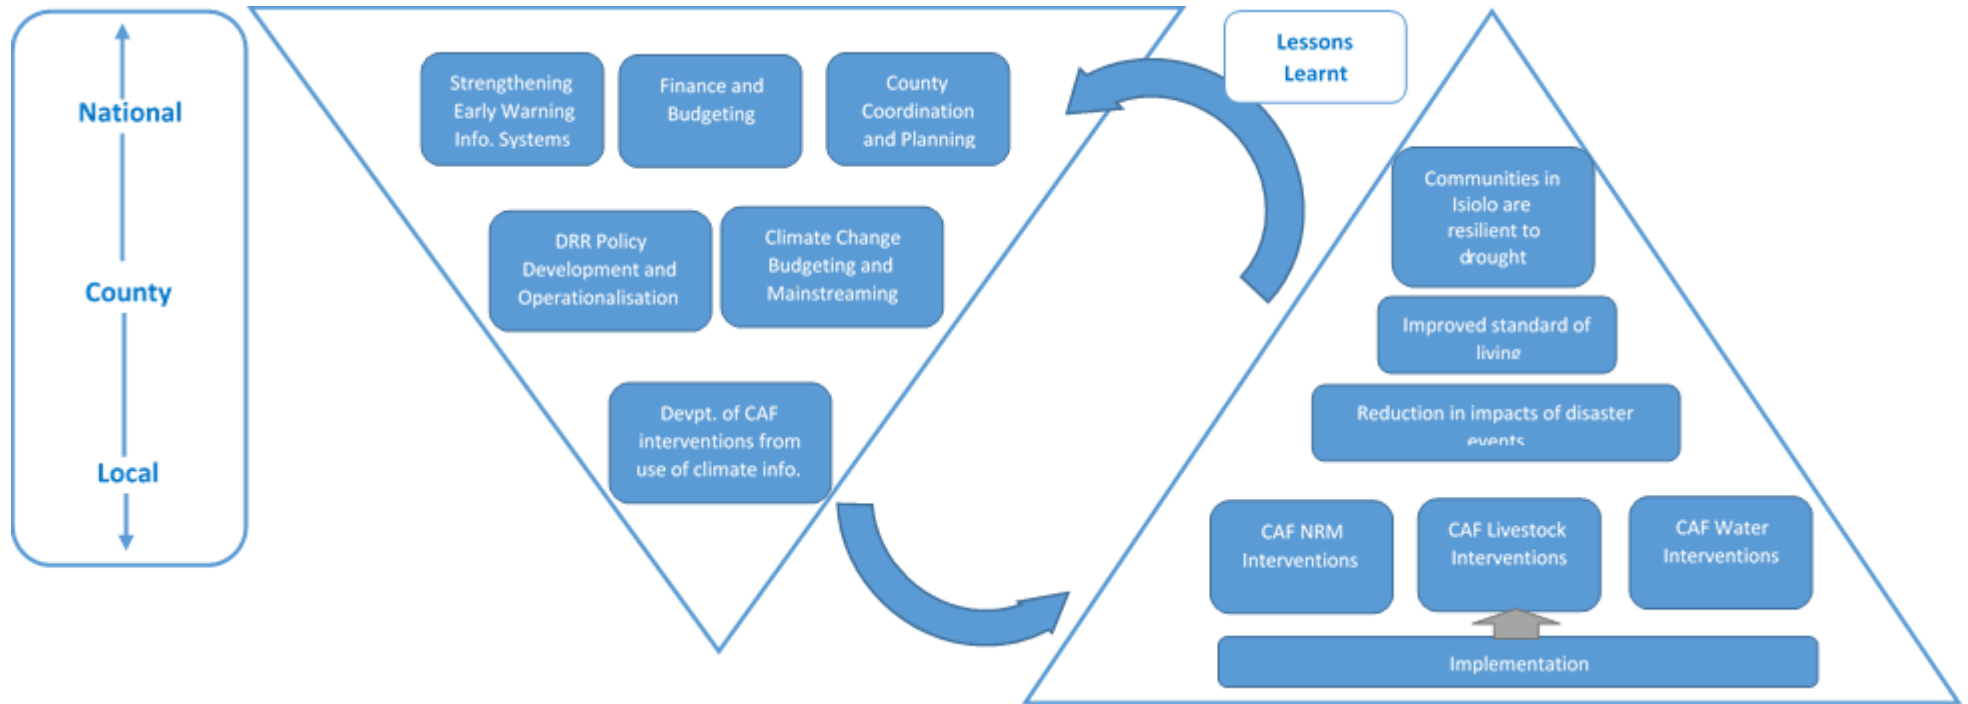 National
County
Local
Strengthening
Early Warning
Info. Systems
Finance and
Budgeting
County
Coordination
and Planning
DRR Policy
Development and
Operationalisation
Climate Change
Budgeting and
Mainstreaming
Devpt. of CAF
interventions from
use of climate info.
Lessons
Learnt
Communities in
Isiolo are
resilient to
drought
Improved standard of
living
Reduction in impacts of disaster
events
CAF NRM
Interventions
CAF Livestock
Interventions
CAF Water
Interventions
Implementation